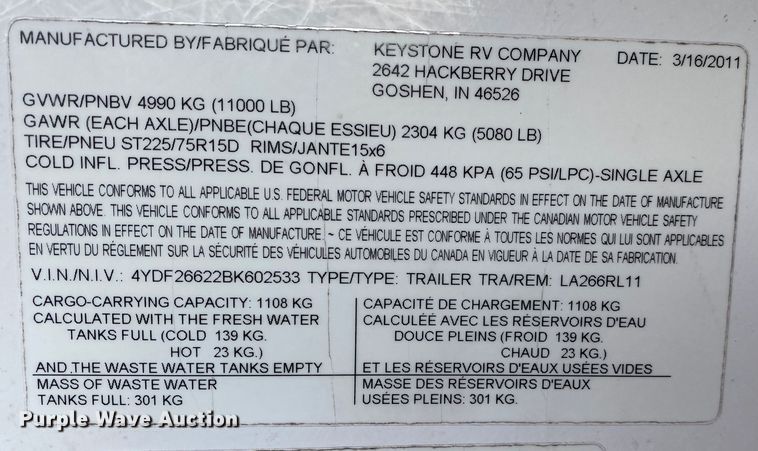 MANUFACTURED BY/FABRIQUÉ PAR: KEYSTONE RV COMPANY DATE: 3/16/2011
2642 HACKBERRY DRIVE
GOSHEN, IN 46526
GVWR/PNBV 4990 KG (11000 LB)
GAWR (EACH AXLE)/PNBE(CHAQUE ESSIEU) 2304 KG (5080 LB)
TIRE/PNEU ST225/75R15D RIMS/JANTE15x6
COLD INFL. PRESS/PRESS. DE GONFL. À FROID 448 KPA (65 PSI/LPC)-SINGLE AXLE
THIS VEHICLE CONFORMS TO ALL APPLICABLE U.S. FEDERAL MOTOR VEHICLE SAFETY STANDARDS IN EFFECT ON THE DATE OF MANUFACTURE
SHOWN ABOVE. THIS VEHICLE CONFORMS TO ALL APPLICABLE STANDARDS PRESCRIBED UNDER THE CANADIAN MOTOR VEHICLE SAFETY
REGULATIONS IN EFFECT ON THE DATE OF MANUFACTURE. ~ CE VÉHICULE EST CONFORME À TOUTES LES NORMES QUI LUI SONT APPLICABLES
EN VERTU DU RÉGLEMENT SUR LA SÉCURITÉ DES VÉHICULES AUTOMOBILES DU CANADA EN VIGUEUR À LA DATE DE SA FABRICATION.
V.I.N./N.I.V.: 4YDF26622BK602533 TYPE/TYPE: TRAILER TRA/REM: LA266RL11
CARGO-CARRYING CAPACITY: 1108 KG
CALCULATED WITH THE FRESH WATER
TANKS FULL (COLD 139 KG.
HOT 23 KG.)
AND THE WASTE WATER TANKS EMPTY
MASS OF WASTE WATER
TANKS FULL: 301 KG
CAPACITÉ DE CHARGEMENT: 1108 KG
CALCULÉE AVEC LES RÉSERVOIRS D'EAU
DOUCE PLEINS (FROID 139 KG.
CHAUD 23 KG.)
ET LES RÉSERVOIRS D'EAUX USÉES VIDES
MASSE DES RÉSERVOIRS D'EAUX
USÉES PLEINS: 301 KG.
Purple Wave Auction